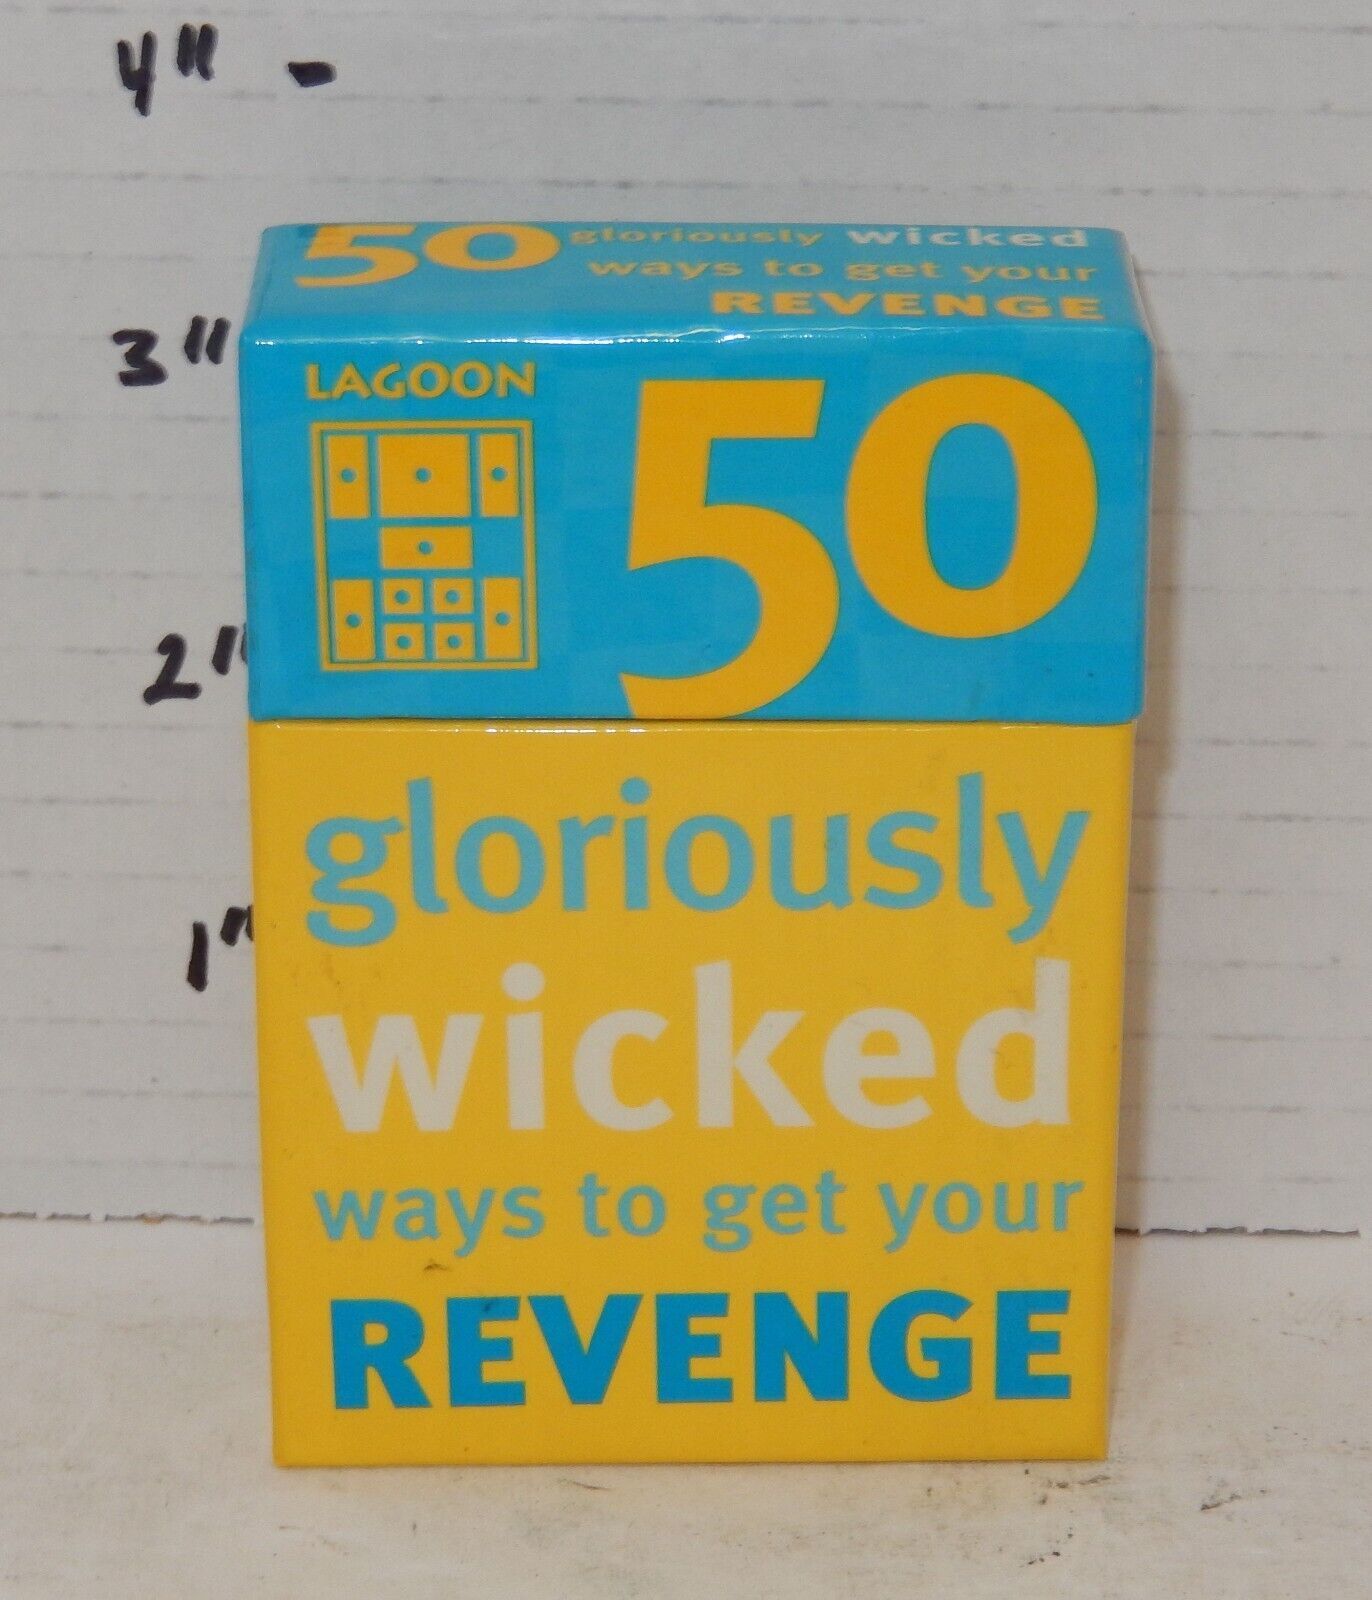 4" -
50 gloriously wicked
ways to get your
REVENGE
3"
LAGOON
50
2"
gloriously
1"
wicked
ways to get your
REVENGE